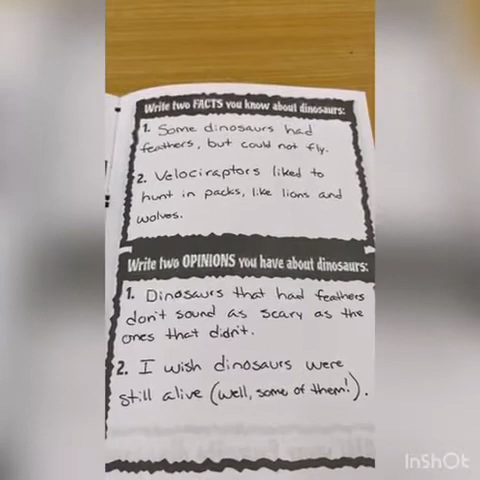 Write two FACTS you know about dinosaurs:
1. Some dinosaurs had
feathers, but could not fly.
2. Velociraptors liked to
hunt in packs, like lions and
wolves.
Write two OPINIONS you have about dinosaurs:
1. Dinosaurs that had feathers
don't sound as scary as the
ones that didn't.
2. I wish dinosaurs were
still alive (well, some of them!).
InShOt